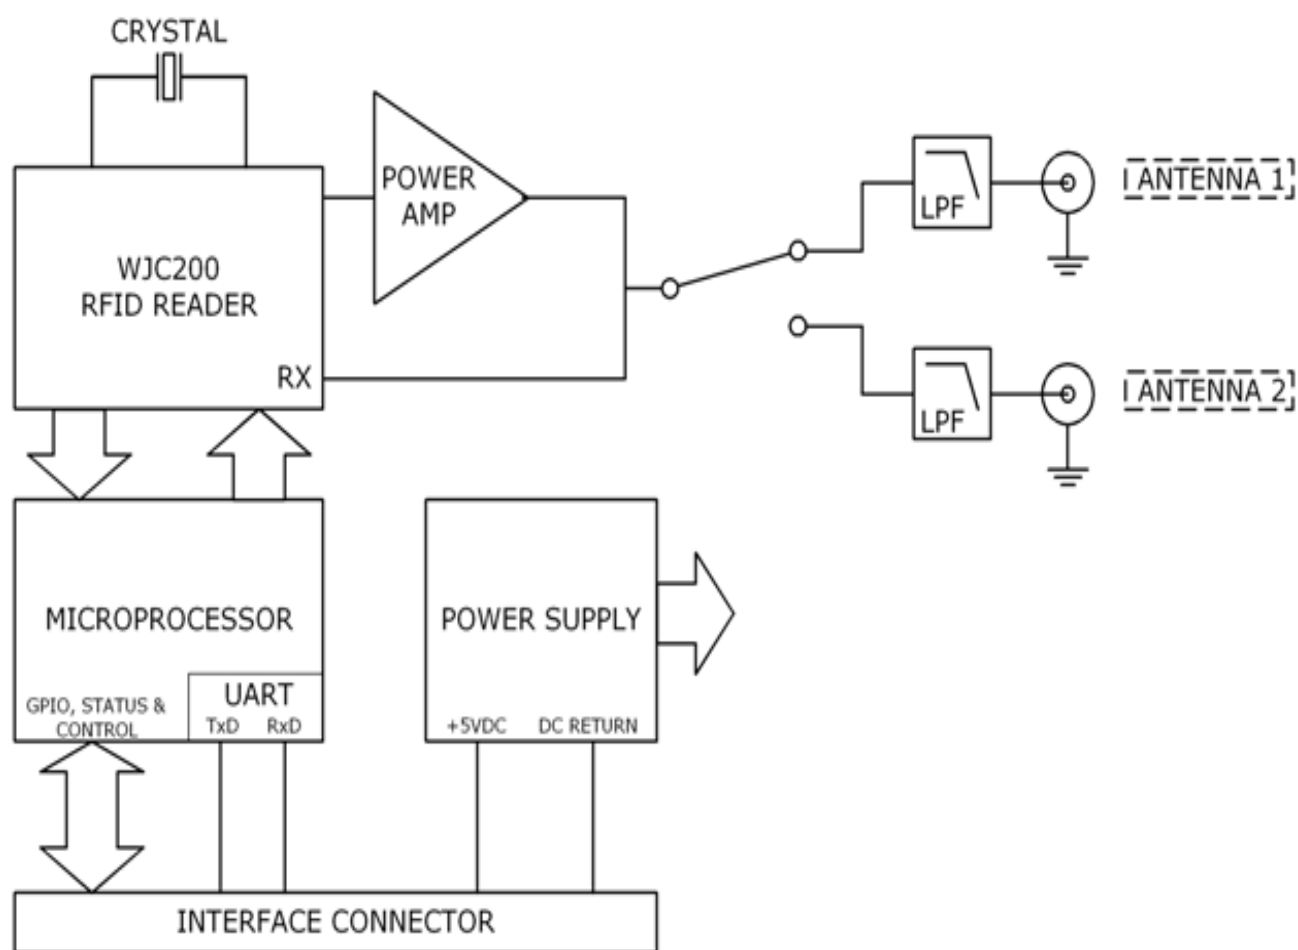 CRYSTAL
POWER
AMP
WJC200
RFID READER
RX
LPF
ANTENNA 1
LPF
ANTENNA 2
MICROPROCESSOR
GPIO, STATUS &
CONTROL
UART
TxD RxD
POWER SUPPLY
+5VDC DC RETURN
INTERFACE CONNECTOR